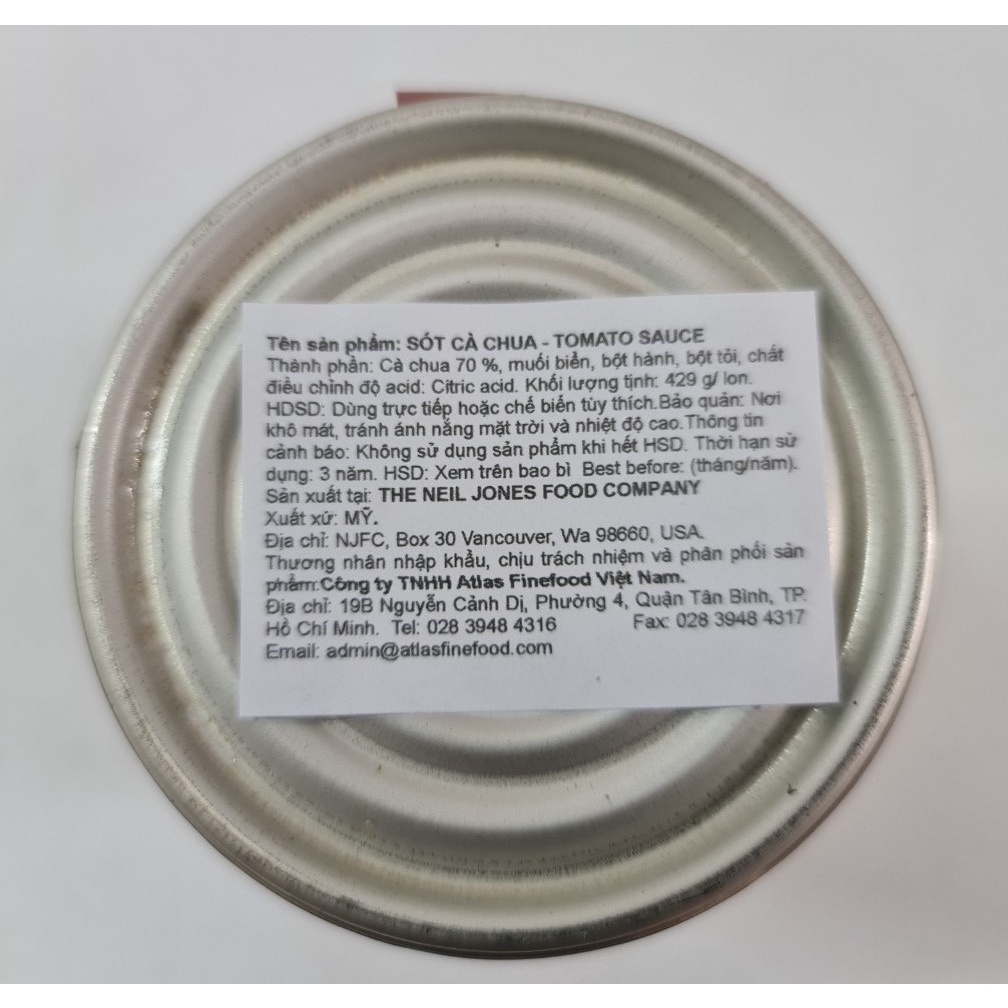 Tên sản phẩm: SÓT CÀ CHUA - TOMATO SAUCE
Thành phần: Cà chua 70 %, muối biển, bột hành, bột tỏi, chất
điều chỉnh độ acid: Citric acid. Khối lượng tịnh: 429 g/ lon.
HDSD: Dùng trực tiếp hoặc chế biến tùy thích.Bảo quản: Nơi
khô mát, tránh ánh nắng mặt trời và nhiệt độ cao.Thông tin
cảnh báo: Không sử dụng sản phẩm khi hết HSD. Thời hạn sử
dụng: 3 năm. HSD: Xem trên bao bì Best before: (tháng/năm).
Sản xuất tại: THE NEIL JONES FOOD COMPANY
Xuất xứ: MỸ.
Địa chỉ: NJFC, Box 30 Vancouver, Wa 98660, USA.
Thương nhân nhập khẩu, chịu trách nhiệm và phân phối sản
phẩm:Công ty TNHH Atlas Finefood Việt Nam.
Địa chỉ: 19B Nguyễn Cảnh Dị, Phường 4, Quận Tân Bình, TP.
Hồ Chí Minh. Tel: 028 3948 4316 Fax: 028 3948 4317
Email: admin@atlasfinefood.com